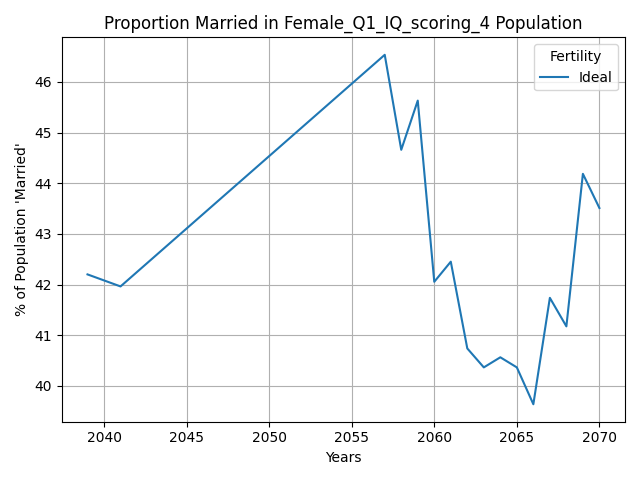 Proportion Married in Female_Q1_IQ_scoring_4 Population
Fertility
Ideal
% of Population 'Married'
46
45
44
43
42
41
40
2040 2045 2050 2055 2060 2065 2070
Years